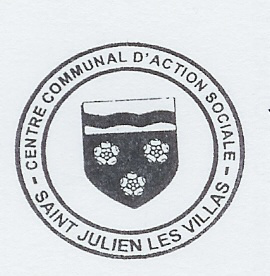 CENTRE COMMUNAL D'ACTION SOCIALE
- SAINT JULIEN LES VILLAS -